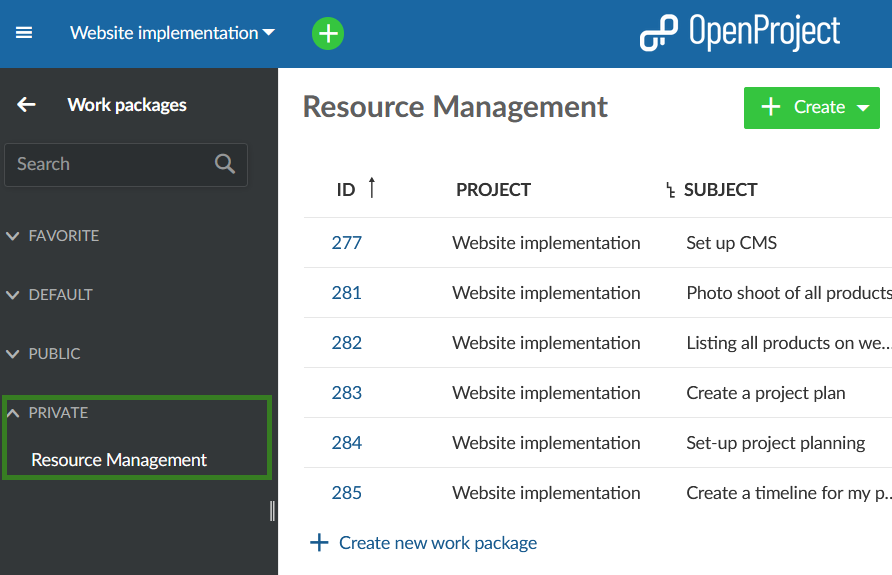 Website implementation
OpenProject
Work packages
Search
FAVORITE
DEFAULT
PUBLIC
PRIVATE
Resource Management
Resource Management
Create
ID PROJECT SUBJECT
277 Website implementation Set up CMS
281 Website implementation Photo shoot of all products
282 Website implementation Listing all products on we...
283 Website implementation Create a project plan
284 Website implementation Set-up project planning
285 Website implementation Create a timeline for my p...
Create new work package